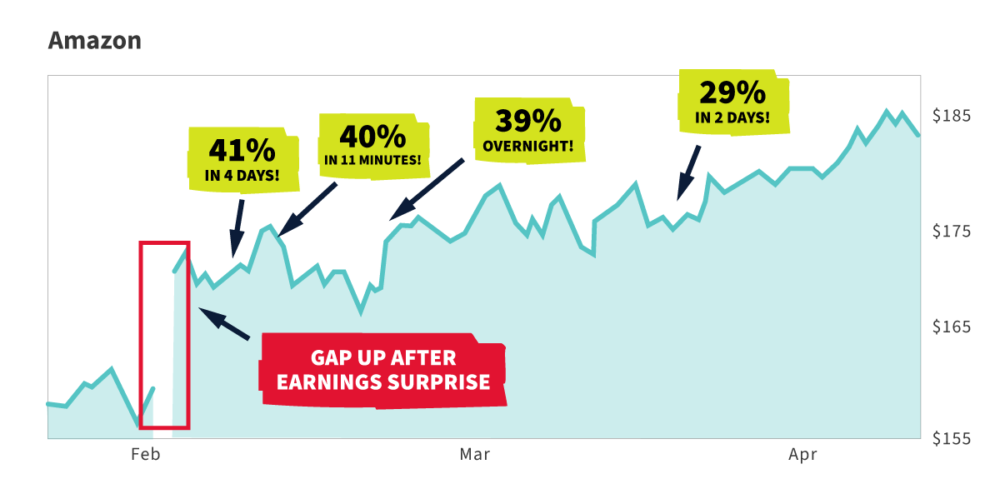 Amazon
41%
IN 4 DAYS!
40%
IN 11 MINUTES!
39%
OVERNIGHT!
29%
IN 2 DAYS!
GAP UP AFTER
EARNINGS SURPRISE
$185
$175
$165
$155
Feb
Mar
Apr